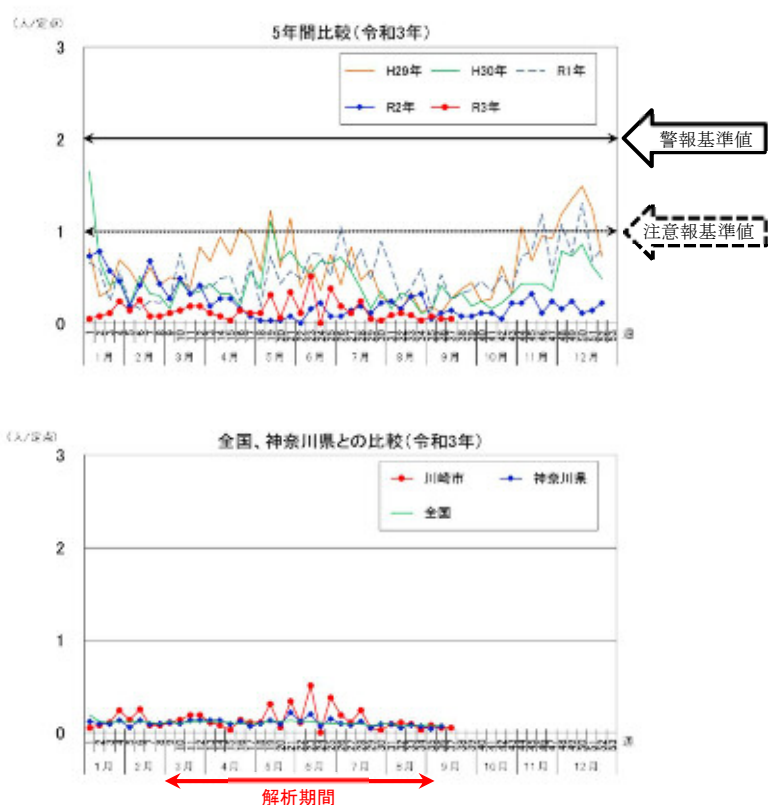 (人/定点)
5年間比較(令和3年)
3
H29年 H30年 R1年
R2年 R3年
2
警報基準値
1
注意報基準値
0
週
1月 2月 3月 4月 5月 6月 7月 8月 9月 10月 11月 12月
(人/定点)
全国、神奈川県との比較(令和3年)
3
川崎市 神奈川県
全国
2
1
0
週
1月 2月 3月 4月 5月 6月 7月 8月 9月 10月 11月 12月
解析期間